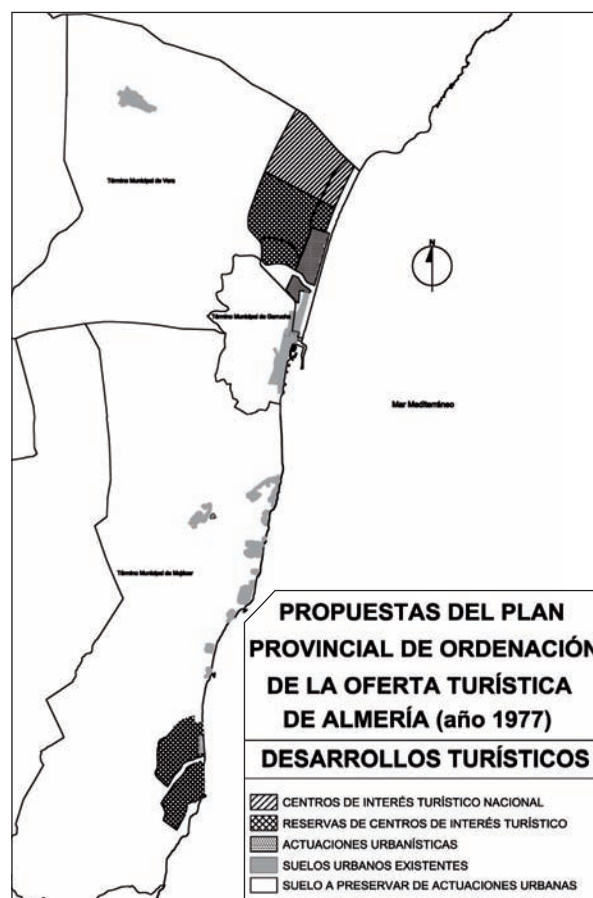 Término Municipal de Vera
N
Término Municipal de Garrucha
Mar Mediterráneo
Término Municipal de Mojácar
PROPUESTAS DEL PLAN
PROVINCIAL DE ORDENACIÓN
DE LA OFERTA TURÍSTICA
DE ALMERÍA (año 1977)
DESARROLLOS TURÍSTICOS
CENTROS DE INTERÉS TURÍSTICO NACIONAL
RESERVAS DE CENTROS DE INTERÉS TURÍSTICO
ACTUACIONES URBANÍSTICAS
SUELOS URBANOS EXISTENTES
SUELO A PRESERVAR DE ACTUACIONES URBANAS